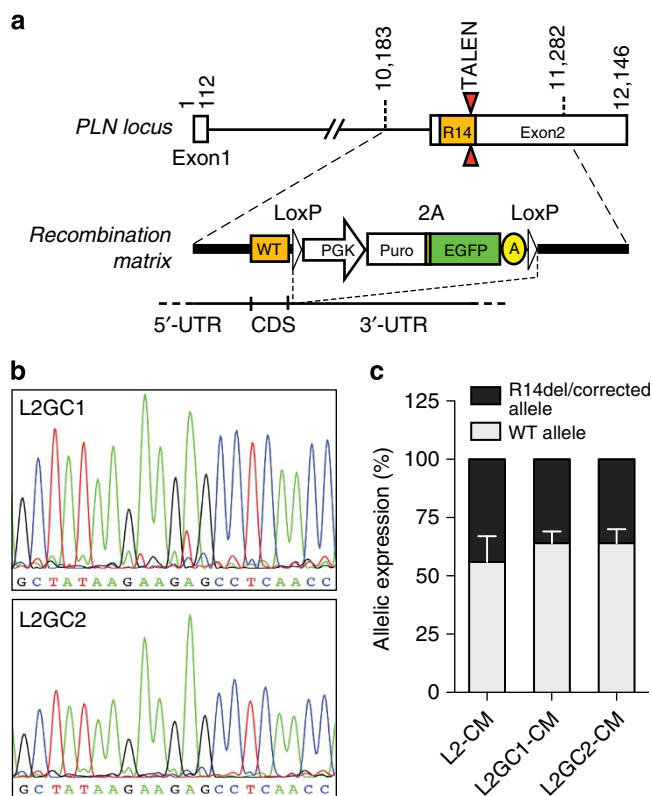 a
1
112
10,183
TALEN
11,282
12,146
PLN locus
R14
Exon2
Exon1
LoxP
2A
LoxP
Recombination
matrix
WT
PGK
Puro
EGFP
A
5′-UTR
CDS
3′-UTR
b
L2GC1
G C T A T A A G A A G A G C C T C A A C C
L2GC2
G C T A T A A G A A G A G C C T C A A C C
c
R14del/corrected
allele
WT allele
Allelic expression (%)
125
100
75
50
25
0
L2-CM
L2GC1-CM
L2GC2-CM